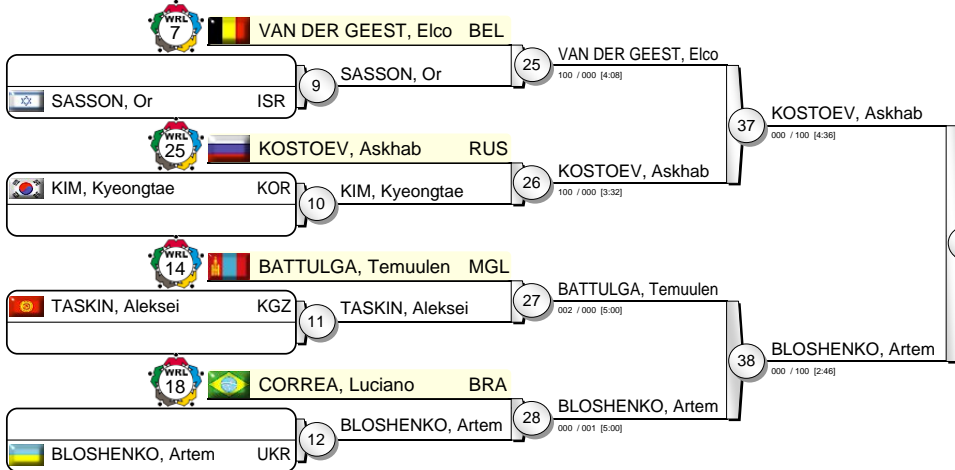 WRL
7
VAN DER GEEST, Elco BEL
SASSON, Or ISR
9
SASSON, Or
25
VAN DER GEEST, Elco
100 / 000 [4:08]
WRL
25
KOSTOEV, Askhab RUS
KIM, Kyeongtae KOR
10
KIM, Kyeongtae
26
KOSTOEV, Askhab
100 / 000 [3:32]
37
KOSTOEV, Askhab
000 / 100 [4:36]
WRL
14
BATTULGA, Temuulen MGL
TASKIN, Aleksei KGZ
11
TASKIN, Aleksei
27
BATTULGA, Temuulen
002 / 000 [5:00]
WRL
18
CORREA, Luciano BRA
BLOSHENKO, Artem UKR
12
BLOSHENKO, Artem
28
BLOSHENKO, Artem
000 / 001 [5:00]
38
BLOSHENKO, Artem
000 / 100 [2:46]